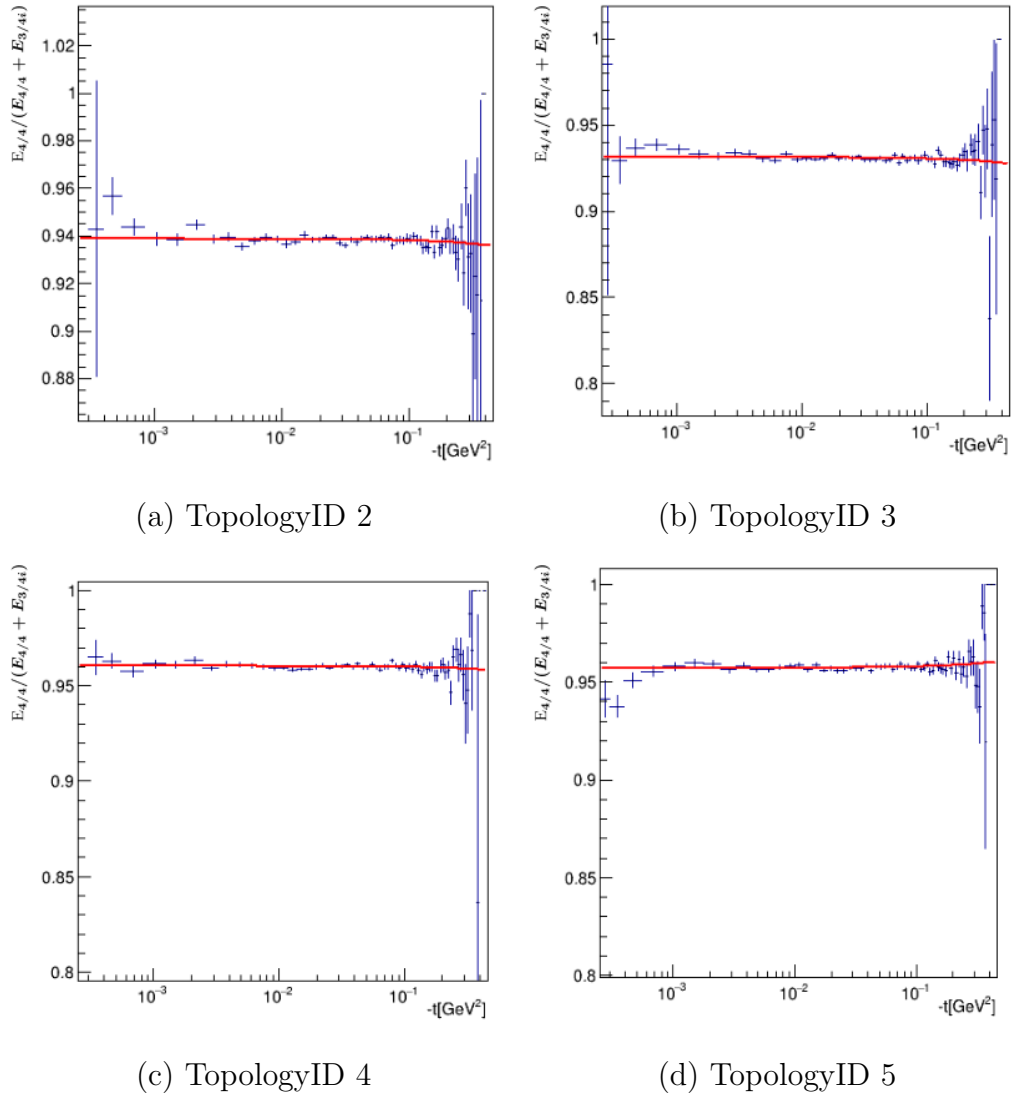 E₄/₄/(E₄/₄ + E₃/₄ᵢ)
1.02
1
0.98
0.96
0.94
0.92
0.9
0.88
10⁻³
10⁻²
10⁻¹
-t[GeV²]
(a) TopologyID 2
E₄/₄/(E₄/₄ + E₃/₄ᵢ)
1
0.95
0.9
0.85
0.8
10⁻³
10⁻²
10⁻¹
-t[GeV²]
(b) TopologyID 3
E₄/₄/(E₄/₄ + E₃/₄ᵢ)
1
0.95
0.9
0.85
0.8
10⁻³
10⁻²
10⁻¹
-t[GeV²]
(c) TopologyID 4
E₄/₄/(E₄/₄ + E₃/₄ᵢ)
1
0.95
0.9
0.85
0.8
10⁻³
10⁻²
10⁻¹
-t[GeV²]
(d) TopologyID 5